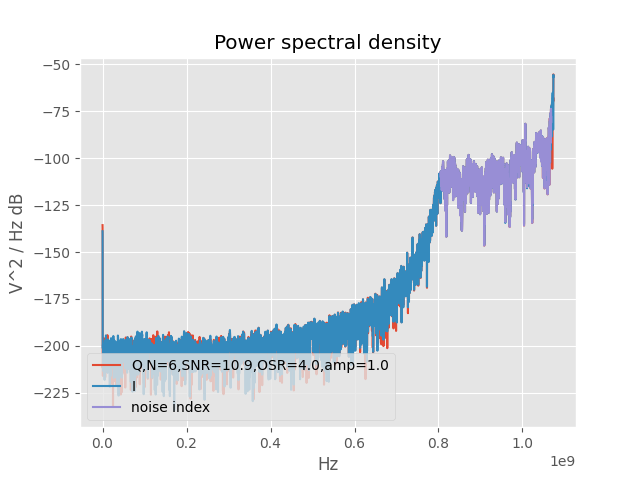 Power spectral density
V^2 / Hz dB
−50
−75
−100
−125
−150
−175
−200
−225
Q,N=6,SNR=10.9,OSR=4.0,amp=1.0
I
noise index
0.0 0.2 0.4 0.6 0.8 1.0
1e9
Hz